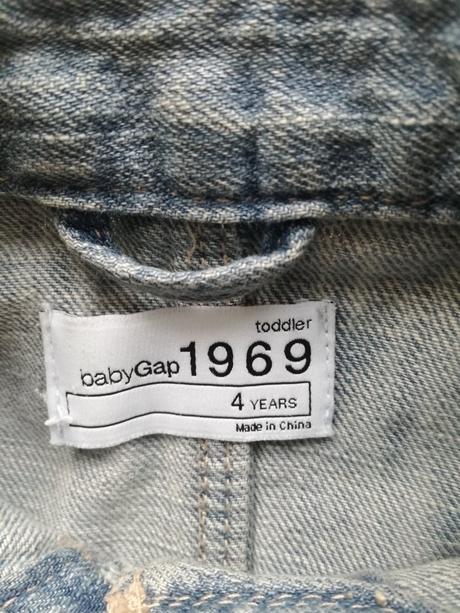 toddler
babyGap 1969
4 YEARS
Made in China